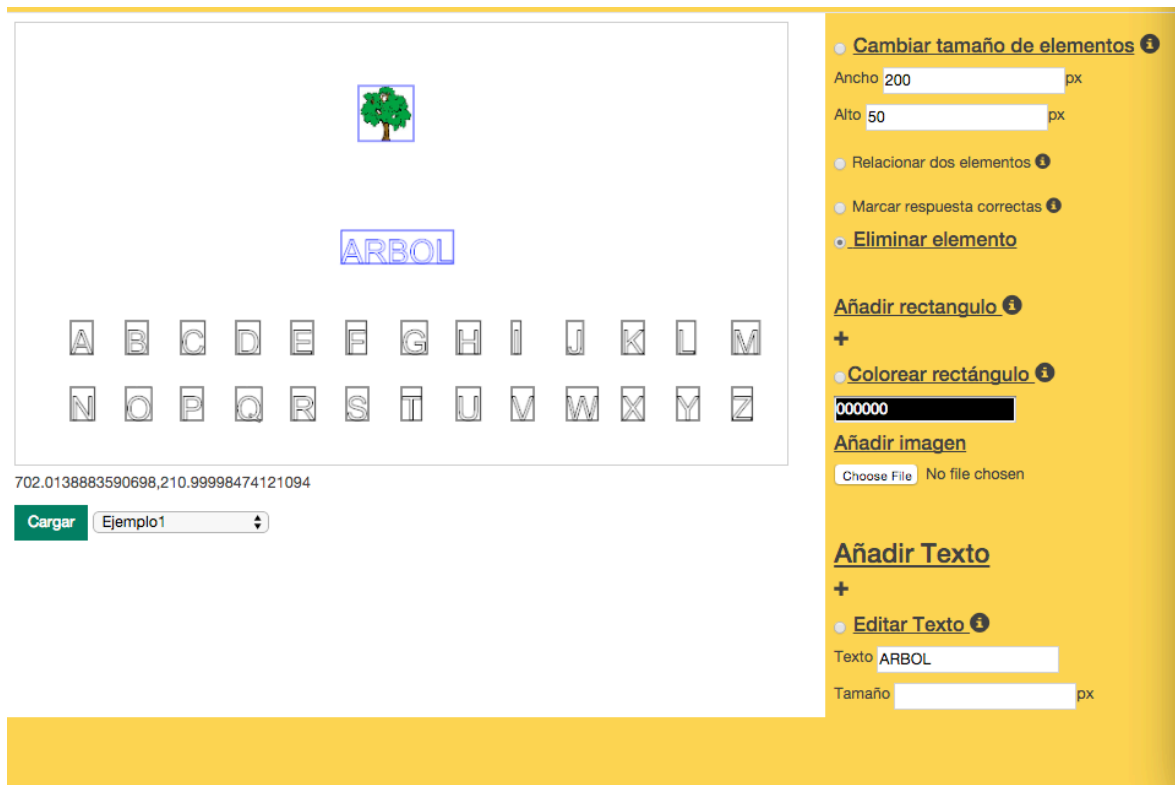 ARBOL
A B C D E F G H I J K L M
N O P Q R S T U V W X Y Z
702.0138883590698,210.99998474121094
Cargar Ejemplo1
Cambiar tamaño de elementos
Ancho 200 px
Alto 50 px
Relacionar dos elementos
Marcar respuesta correctas
Eliminar elemento
Añadir rectangulo
+
Colorear rectángulo
000000
Añadir imagen
Choose File No file chosen
Añadir Texto
+
Editar Texto
Texto ARBOL
Tamaño px